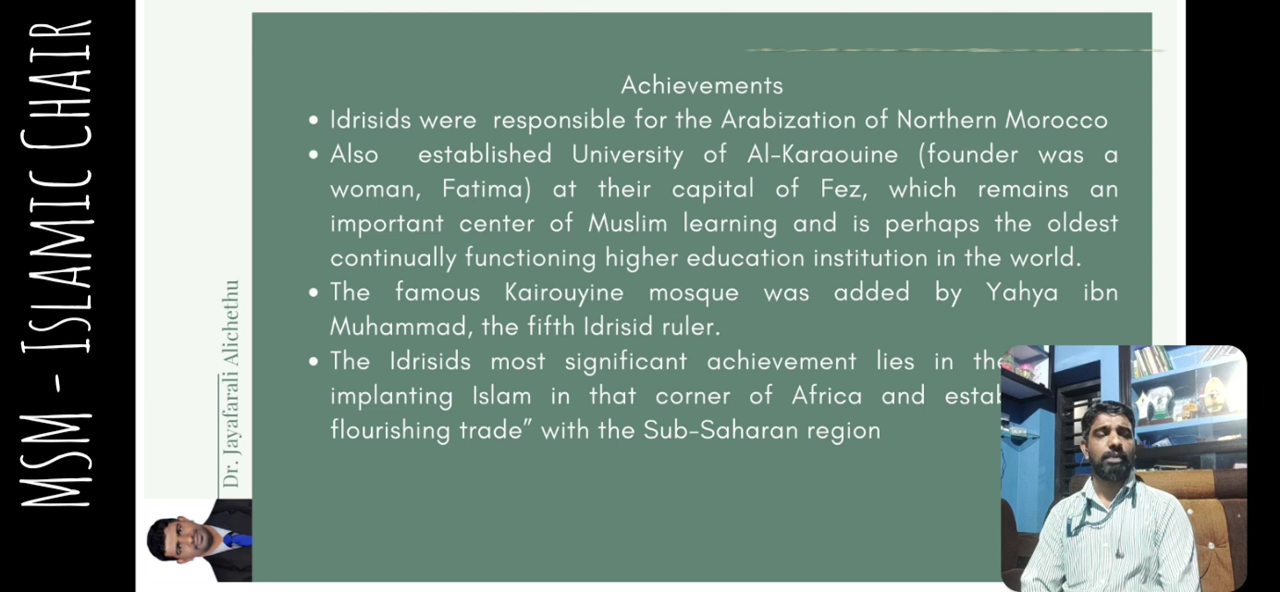 MSM - ISLAMIC CHAIR
Dr. Jayafarali Alichethu
Achievements
• Idrisids were responsible for the Arabization of Northern Morocco
• Also established University of Al-Karaouine (founder was a
woman, Fatima) at their capital of Fez, which remains an
important center of Muslim learning and is perhaps the oldest
continually functioning higher education institution in the world.
• The famous Kairouyine mosque was added by Yahya ibn
Muhammad, the fifth Idrisid ruler.
• The Idrisids most significant achievement lies in the
implanting Islam in that corner of Africa and
flourishing trade” with the Sub-Saharan region